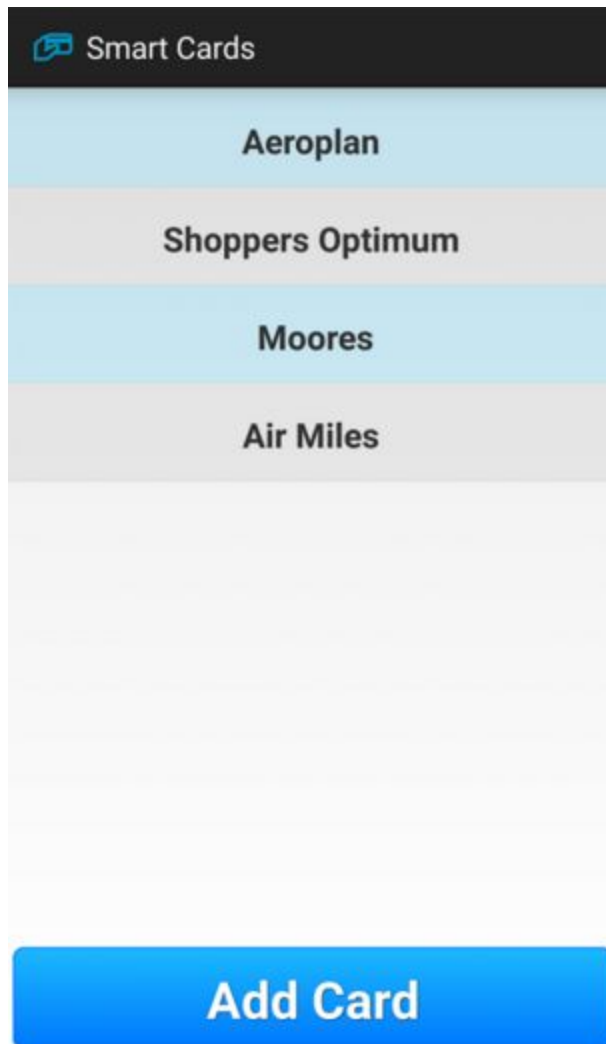 Smart Cards
Aeroplan
Shoppers Optimum
Moores
Air Miles
Add Card